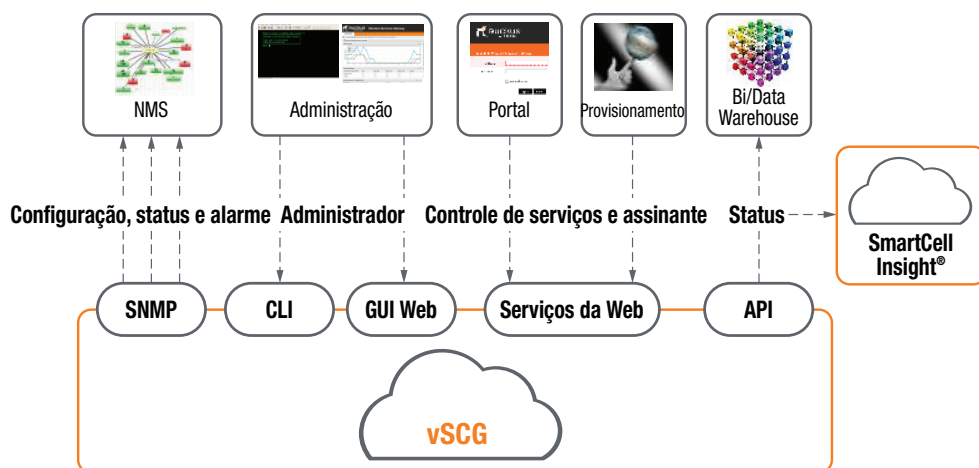 NMS
Administração
Portal
Provisionamento
Bi/Data
Warehouse
Configuração, status e alarme
Administrador
Controle de serviços e assinante
Status
SmartCell
Insight®
SNMP
CLI
GUI Web
Serviços da Web
API
vSCG